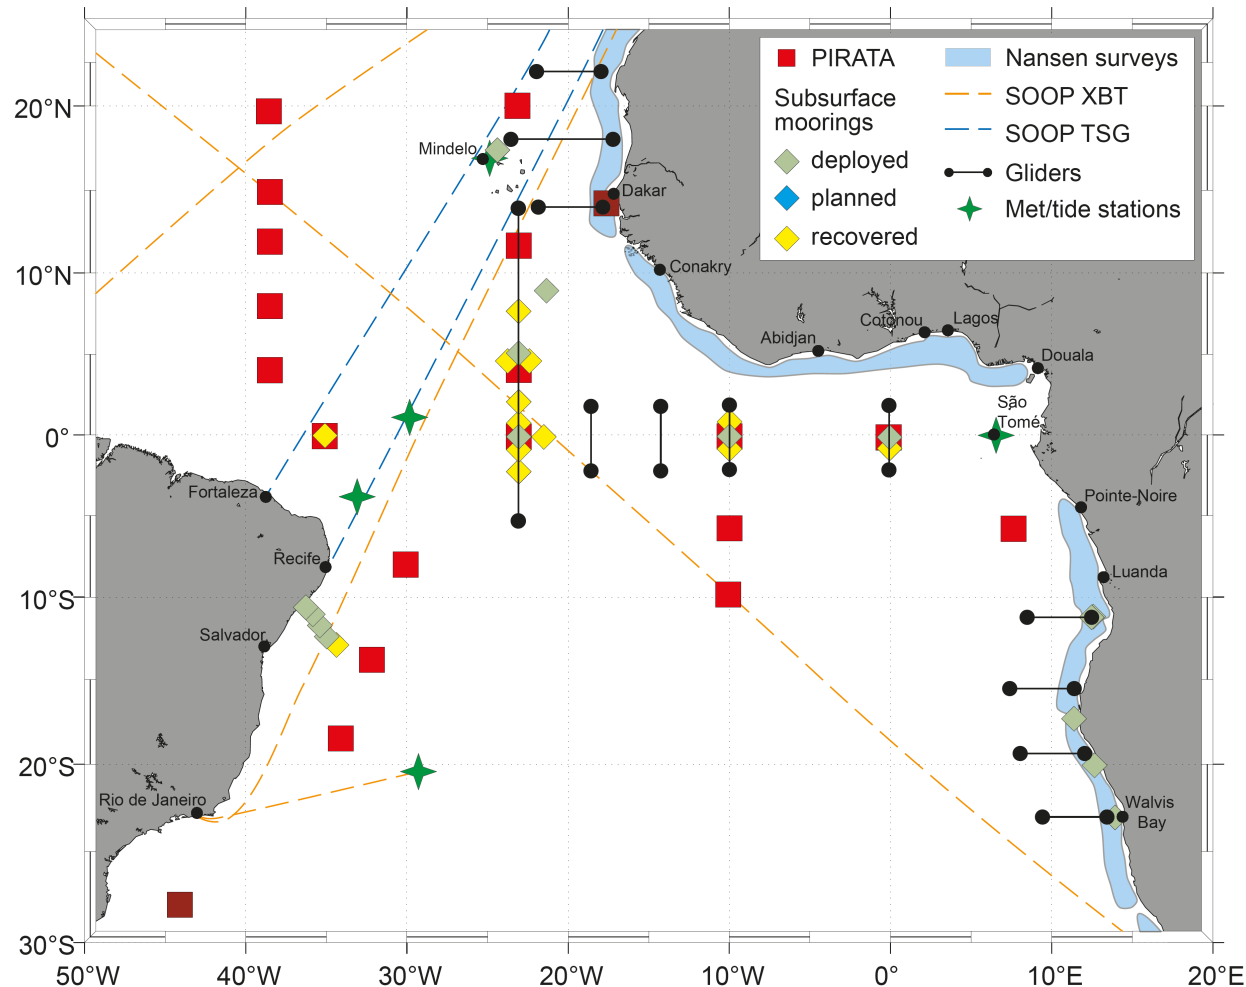 PIRATA
Subsurface
moorings
deployed
planned
recovered
Nansen surveys
SOOP XBT
SOOP TSG
Gliders
Met/tide stations
20°N
10°N
0°
10°S
20°S
30°S
Mindelo
Dakar
Conakry
Abidjan
Cotonou
Lagos
Douala
São
Tomé
Fortaleza
Recife
Salvador
Rio de Janeiro
Pointe-Noire
Luanda
Walvis
Bay
50°W
40°W
30°W
20°W
10°W
0°
10°E
20°E